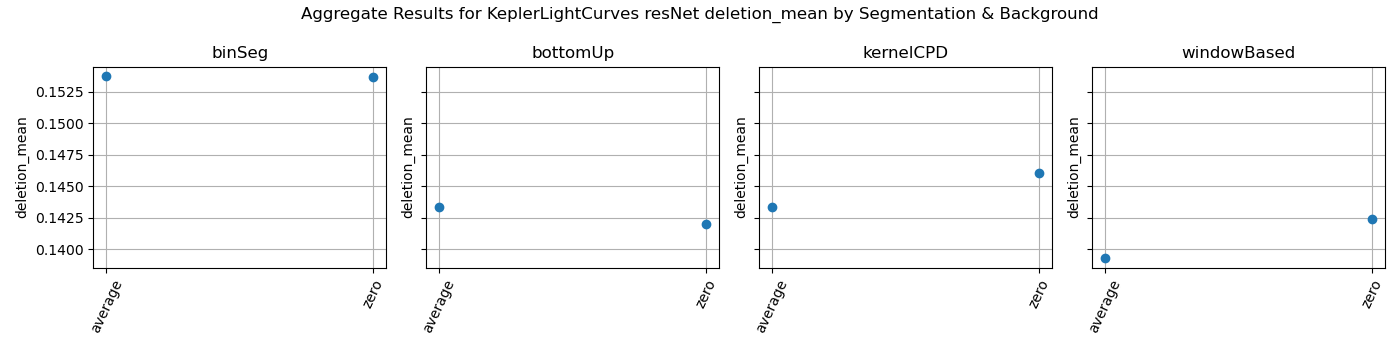 Aggregate Results for KeplerLightCurves resNet deletion_mean by Segmentation & Background
binSeg
bottomUp
kernelCPD
windowBased
deletion_mean
0.1525
0.1500
0.1475
0.1450
0.1425
0.1400
deletion_mean
deletion_mean
deletion_mean
average
zero
average
zero
average
zero
average
zero